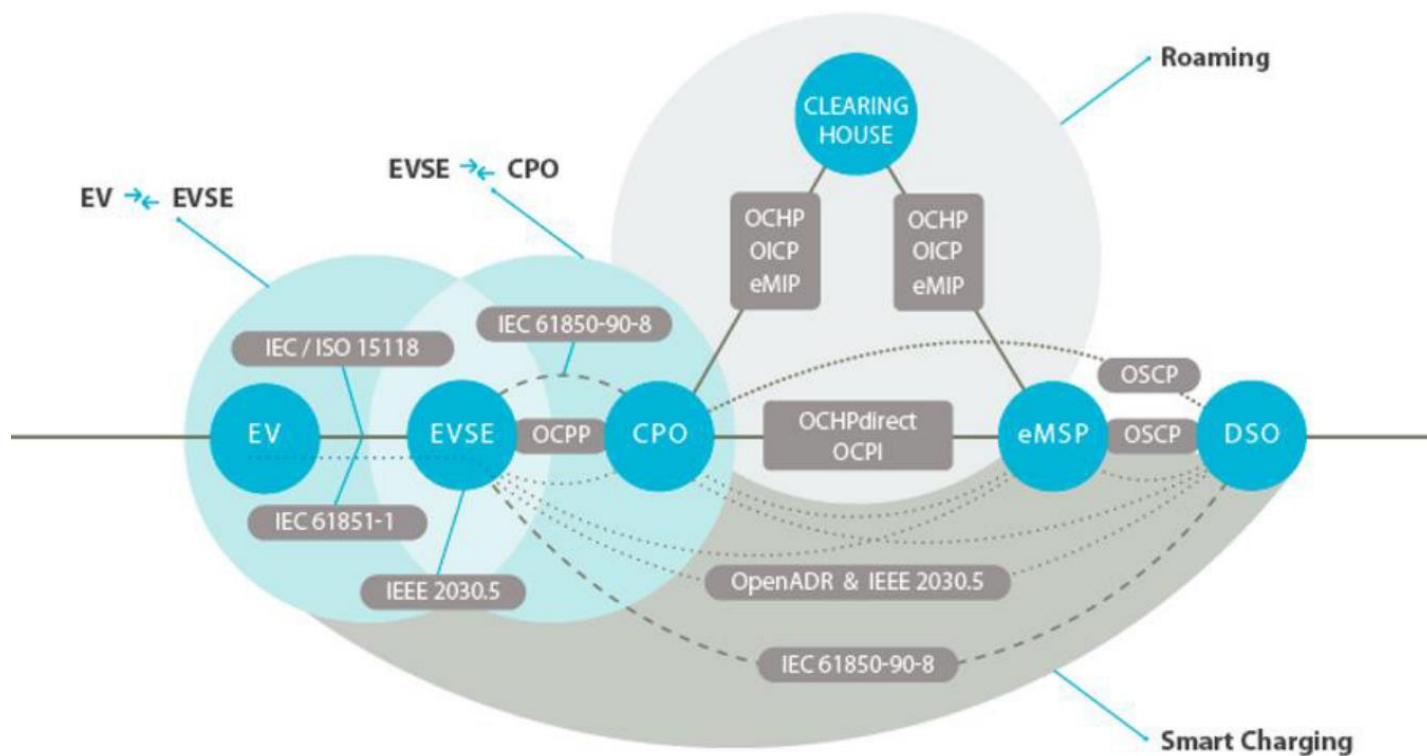 Roaming
CLEARING
HOUSE
EVSE CPO
EV EVSE
OCHP
OICP
eMIP
OCHP
OICP
eMIP
IEC 61850-90-8
IEC / ISO 15118
OSCP
EV
EVSE
OCPP
CPO
OCHPdirect
OCPI
eMSP
OSCP
DSO
IEC 61851-1
IEEE 2030.5
OpenADR & IEEE 2030.5
IEC 61850-90-8
Smart Charging